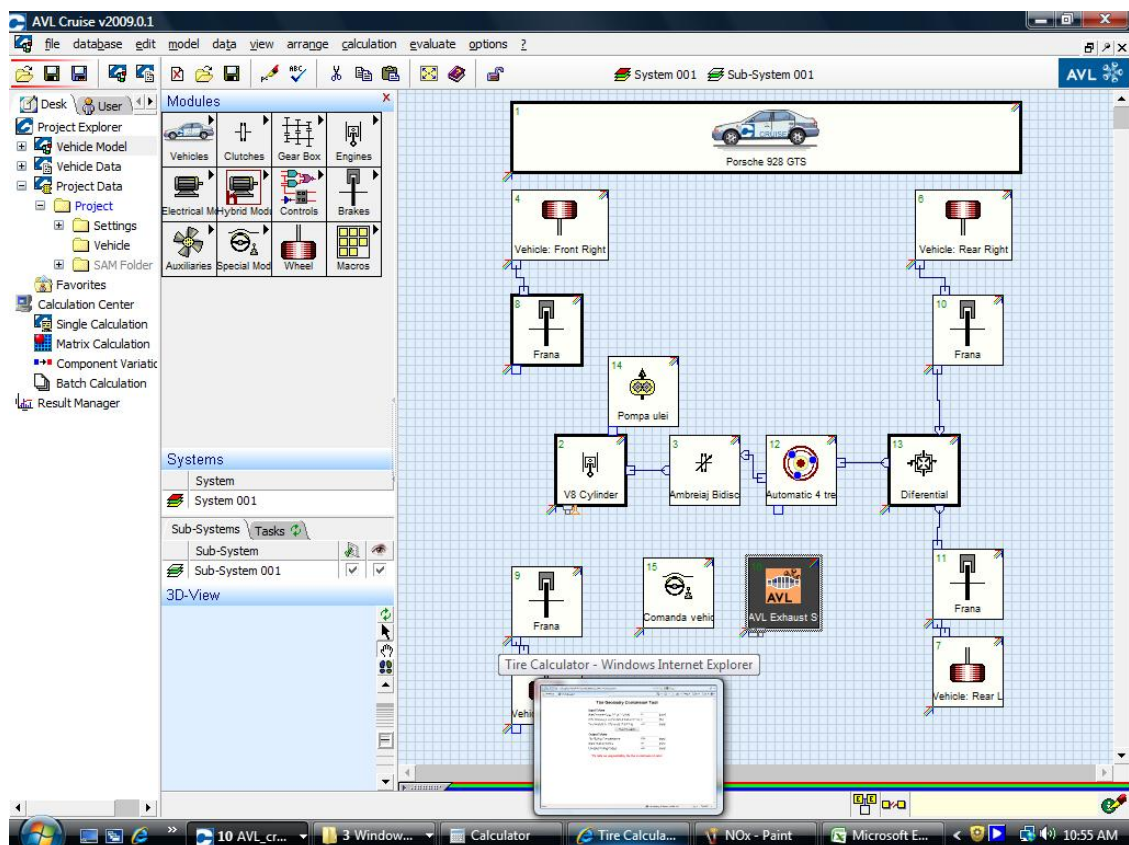 AVL Cruise v2009.0.1
file database edit model data view arrange calculation evaluate options ?
System 001 Sub-System 001
AVL
Desk User
Project Explorer
Vehicle Model
Vehicle Data
Project Data
Project
Settings
Vehicle
SAM Folder
Favorites
Calculation Center
Single Calculation
Matrix Calculation
Component Variatic
Batch Calculation
Result Manager
Modules
Vehicles Clutches Gear Box Engines
Electrical M Hybrid Modu Controls Brakes
Auxiliaries Special Mod Wheel Macros
Systems
System
System 001
Sub-Systems Tasks
Sub-System
Sub-System 001
3D-View
1
CRUISE
Porsche 928 GTS
4
Vehicle: Front Right
6
Vehicle: Rear Right
8
Frana
10
Frana
14
Pompa ulei
2
V8 Cylinder
3
Ambreiaj Bidisc
12
Automatic 4 tre
13
Diferential
9
Frana
15
Comanda vehic
AVL
AVL Exhaust S
11
Frana
7
Vehicle: Rear L
Tire Calculator - Windows Internet Explorer
Vehi
Tire Geometry Conversion Tool
10 AVL_cr... 3 Window... Calculator Tire Calcula... NOx - Paint Microsoft E... 10:55 AM